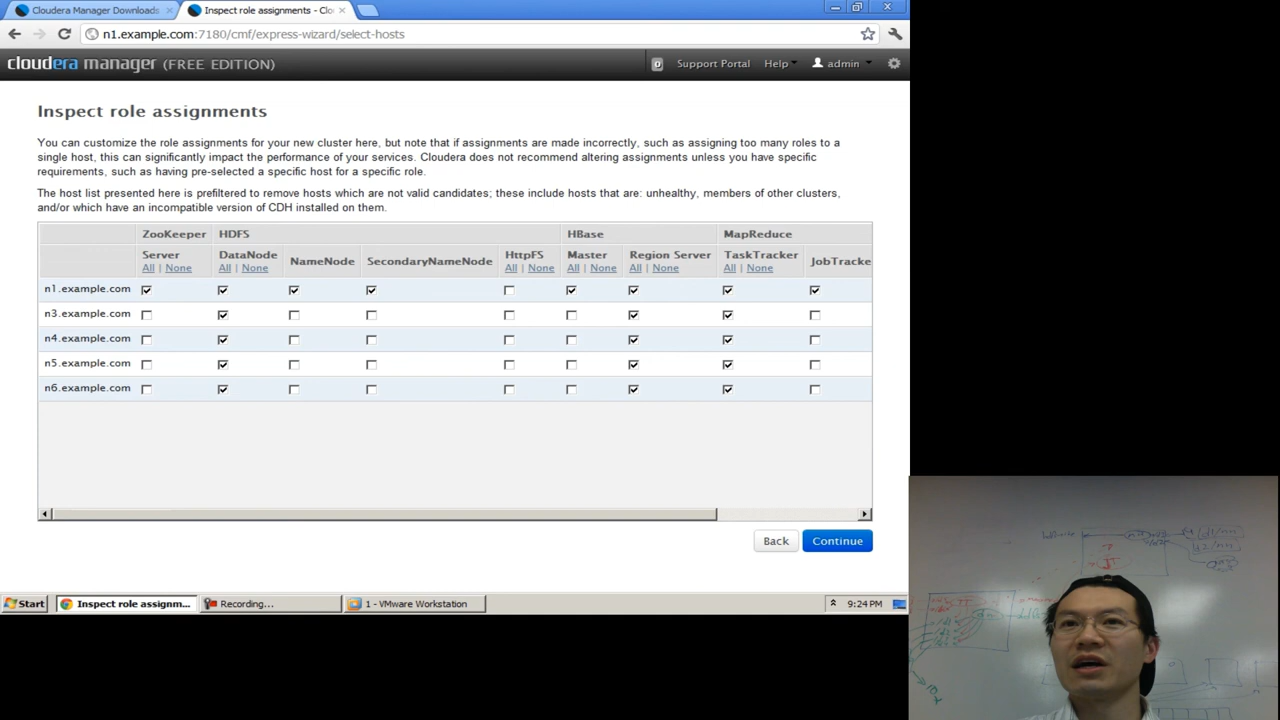 Cloudera Manager Downloads
Inspect role assignments - Clo
n1.example.com:7180/cmf/express-wizard/select-hosts
cloudera manager (FREE EDITION)
Support Portal Help admin
Inspect role assignments
You can customize the role assignments for your new cluster here, but note that if assignments are made incorrectly, such as assigning too many roles to a
single host, this can significantly impact the performance of your services. Cloudera does not recommend altering assignments unless you have specific
requirements, such as having pre-selected a specific host for a specific role.
The host list presented here is prefiltered to remove hosts which are not valid candidates; these include hosts that are: unhealthy, members of other clusters,
and/or which have an incompatible version of CDH installed on them.
ZooKeeper HDFS HBase MapReduce
Server DataNode NameNode SecondaryNameNode HttpFS Master Region Server TaskTracker JobTracke
All | None All | None All | None All | None All | None All | None
n1.example.com
n3.example.com
n4.example.com
n5.example.com
n6.example.com
Back Continue
Start Inspect role assignm... Recording... 1 - VMware Workstation 9:24 PM